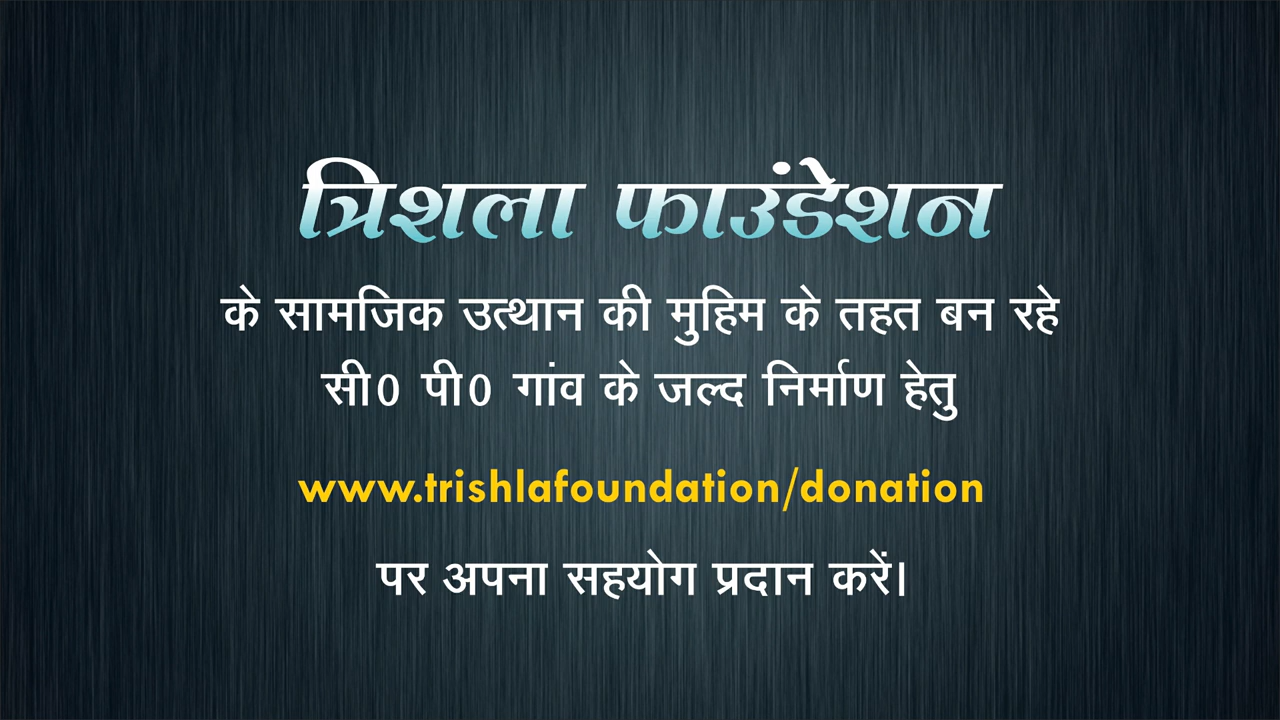 त्रिशला फाउंडेशन
के सामजिक उत्थान की मुहिम के तहत बन रहे
सी0 पी0 गांव के जल्द निर्माण हेतु
www.trishlafoundation/donation
पर अपना सहयोग प्रदान करें।